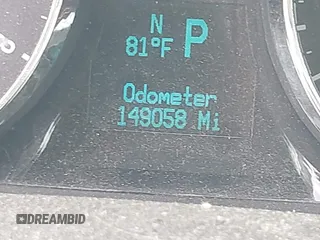 N
81°F P
Odometer
149058 Mi
DREAMBID